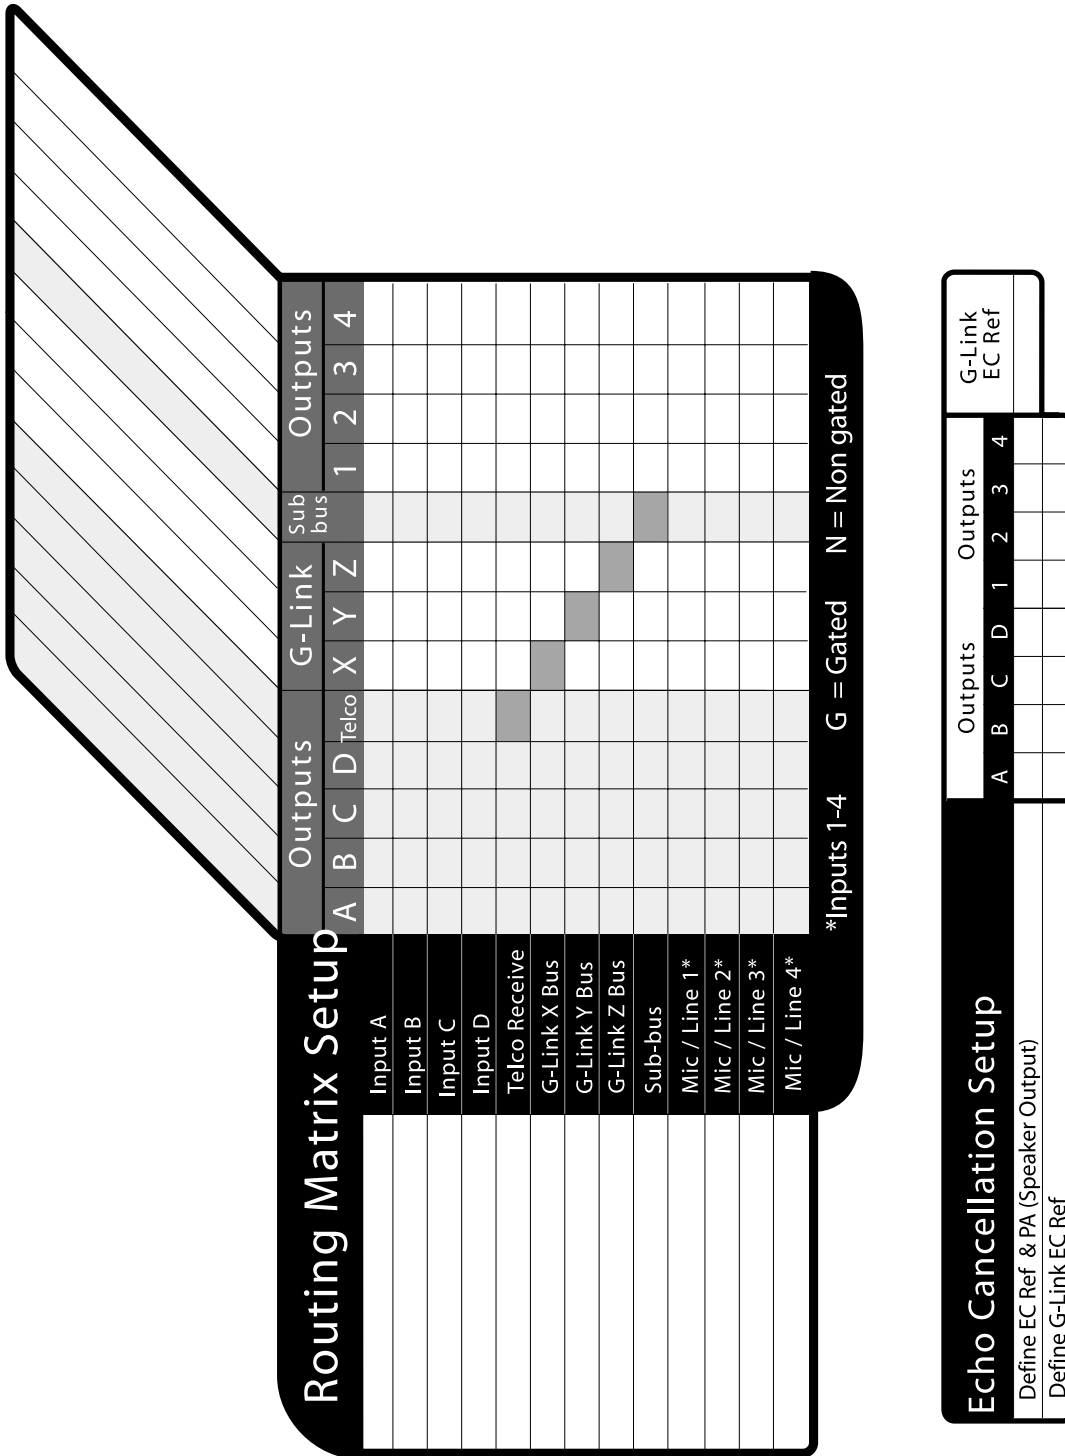 Routing Matrix Setup
Outputs G-Link Sub bus Outputs
A B C D Telco X Y Z 1 2 3 4
Input A
Input B
Input C
Input D
Telco Receive
G-Link X Bus
G-Link Y Bus
G-Link Z Bus
Sub-bus
Mic / Line 1*
Mic / Line 2*
Mic / Line 3*
Mic / Line 4*
*Inputs 1-4 G = Gated N = Non gated
Echo Cancellation Setup
Outputs Outputs G-Link EC Ref
A B C D 1 2 3 4
Define EC Ref & PA (Speaker Output)
Define G-Link EC Ref